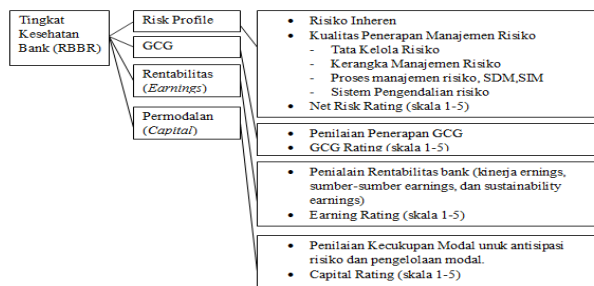 Tingkat
Kesehatan
Bank (RBBR)
Risk Profile
GCG
Rentabilitas
(Earnings)
Permodalan
(Capital)
• Risiko Inheren
• Kualitas Penerapan Manajemen Risiko
- Tata Kelola Risiko
- Kerangka Manajemen Risiko
- Proses manajemen risiko, SDM,SIM
- Sistem Pengendalian risiko
• Net Risk Rating (skala 1-5)
• Penilaian Penerapan GCG
• GCG Rating (skala 1-5)
• Penialain Rentabilitas bank (kinerja ernings,
sumber-sumber earnings, dan sustainability
earnings)
• Earning Rating (skala 1-5)
• Penilaian Kecukupan Modal unuk antisipasi
risiko dan pengelolaan modal.
• Capital Rating (skala 1-5)